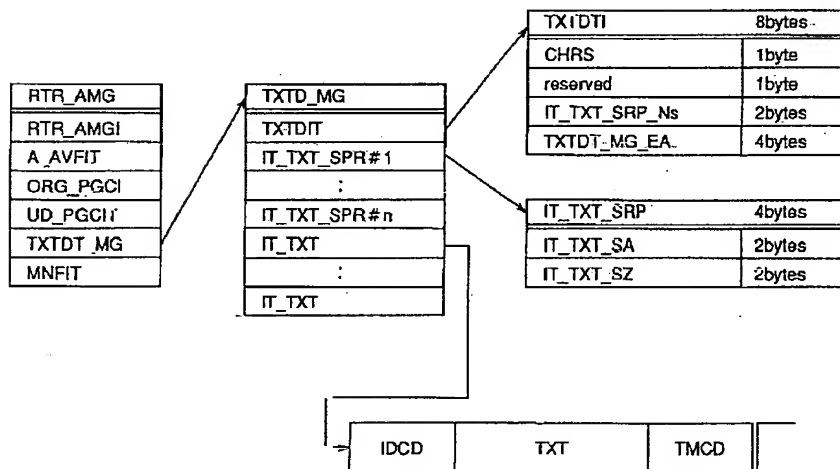 RTR_AMG
RTR_AMGI
A_AVFIT
ORG_PGCI
UD_PGCIT
TXTDT_MG
MNFIT
TXTD_MG
TXTDIT
IT_TXT_SPR#1
:
IT_TXT_SPR#n
IT_TXT
:
IT_TXT
TXTDTI 8bytes
CHRS 1byte
reserved 1byte
IT_TXT_SRP_Ns 2bytes
TXTDT_MG_EA 4bytes
IT_TXT_SRP 4bytes
IT_TXT_SA 2bytes
IT_TXT_SZ 2bytes
IDCD TXT TMCD